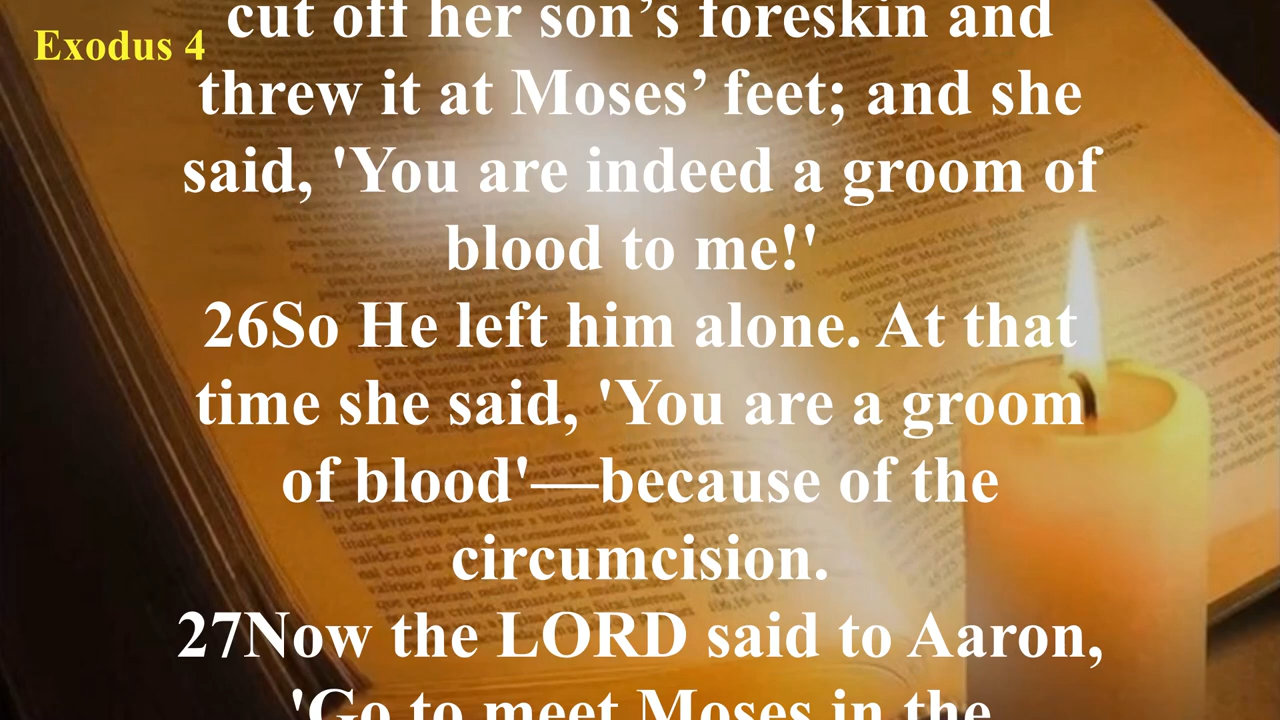 Exodus 4
cut off her son’s foreskin and
threw it at Moses’ feet; and she
said, 'You are indeed a groom of
blood to me!'
26So He left him alone. At that
time she said, 'You are a groom
of blood'—because of the
circumcision.
27Now the LORD said to Aaron,
'Go to meet Moses in the